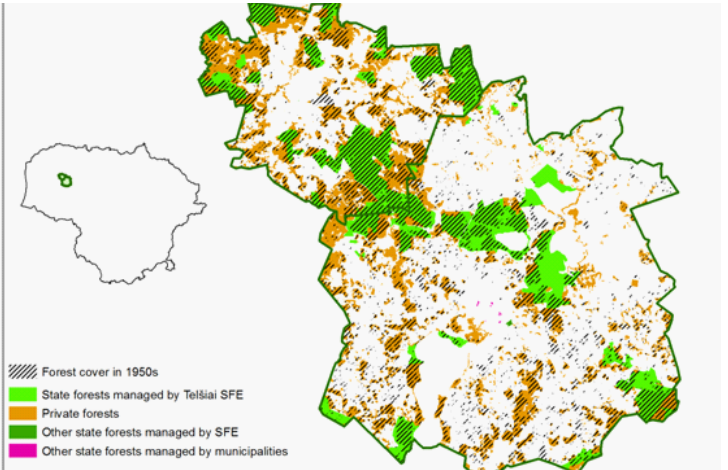 Forest cover in 1950s
State forests managed by Telšiai SFE
Private forests
Other state forests managed by SFE
Other state forests managed by municipalities